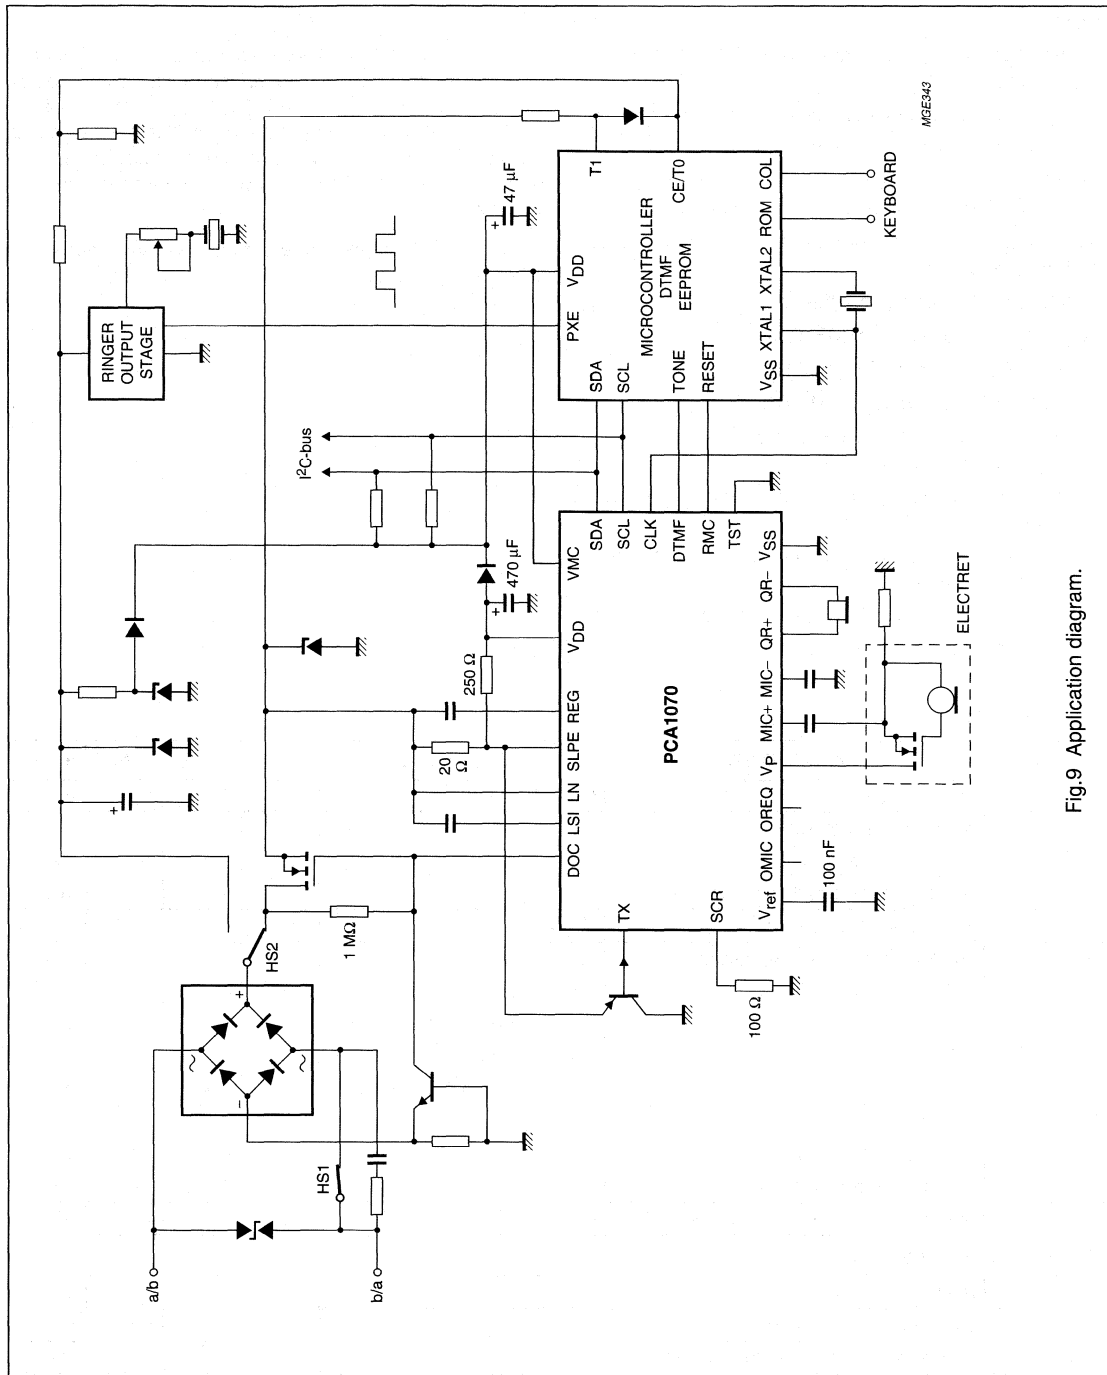 a/b
b/a
HS1
HS2
+
−
~
~
1 MΩ
+
RINGER
OUTPUT
STAGE
I2C-bus
250 Ω
+
470 μF
+
47 μF
20
Ω
DOC
LSI
LN
SLPE
REG
VDD
VMC
TX
SCR
100 Ω
PCA1070
SDA
SCL
CLK
DTMF
RMC
TST
Vref
OMIC
OREQ
VP
MIC+
MIC−
QR+
QR−
VSS
100 nF
ELECTRET
PXE
VDD
T1
CE/T0
SDA
SCL
TONE
RESET
MICROCONTROLLER
DTMF
EEPROM
VSS
XTAL1
XTAL2
ROM
COL
KEYBOARD
MGE343
Fig.9 Application diagram.